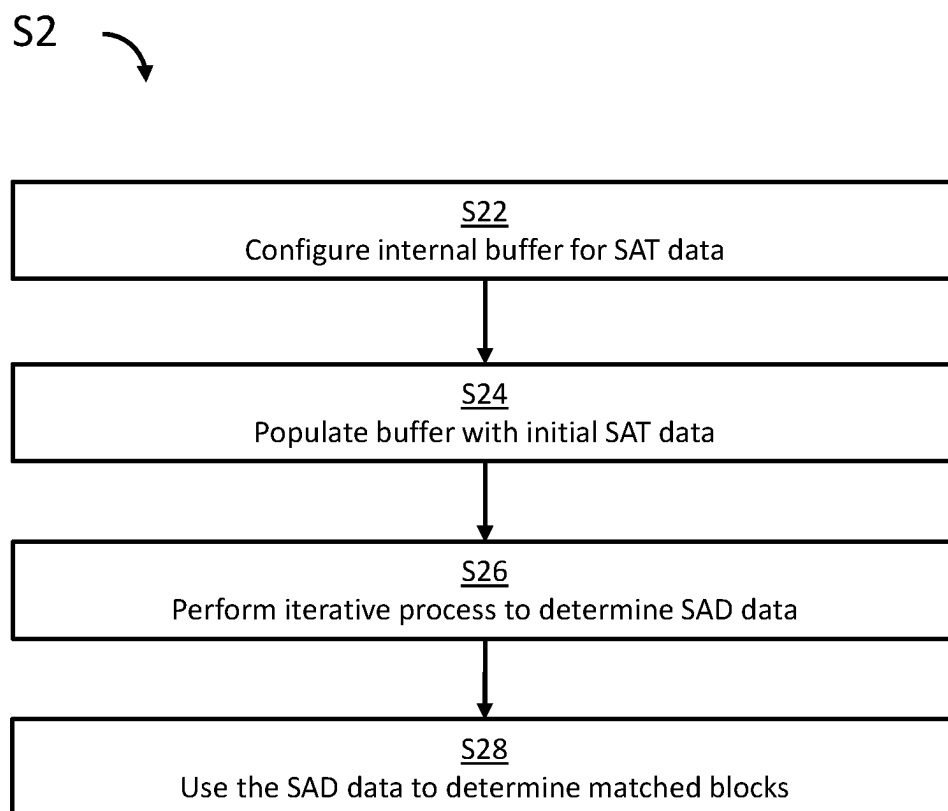 S2
S22
Configure internal buffer for SAT data
S24
Populate buffer with initial SAT data
S26
Perform iterative process to determine SAD data
S28
Use the SAD data to determine matched blocks